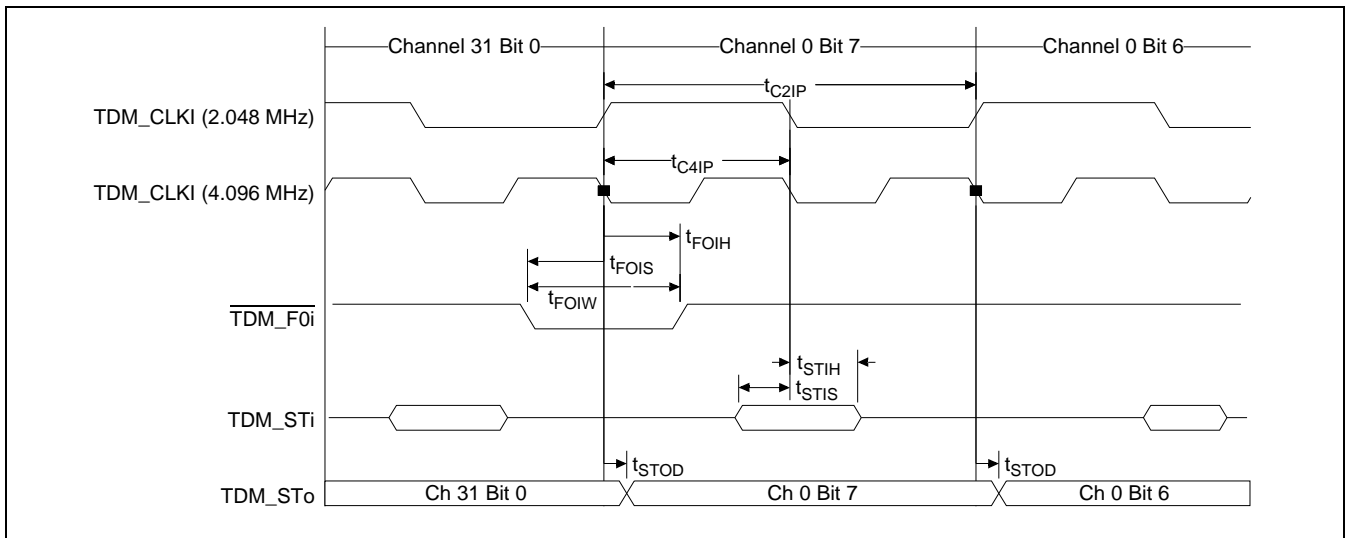 Channel 31 Bit 0 Channel 0 Bit 7 Channel 0 Bit 6
tC2IP
TDM_CLKI (2.048 MHz)
tC4IP
TDM_CLKI (4.096 MHz)
tFOIH
tFOIS
tFOIW
TDM_F0i
tSTIH
tSTIS
TDM_STi
tSTOD tSTOD
TDM_STo Ch 31 Bit 0 Ch 0 Bit 7 Ch 0 Bit 6